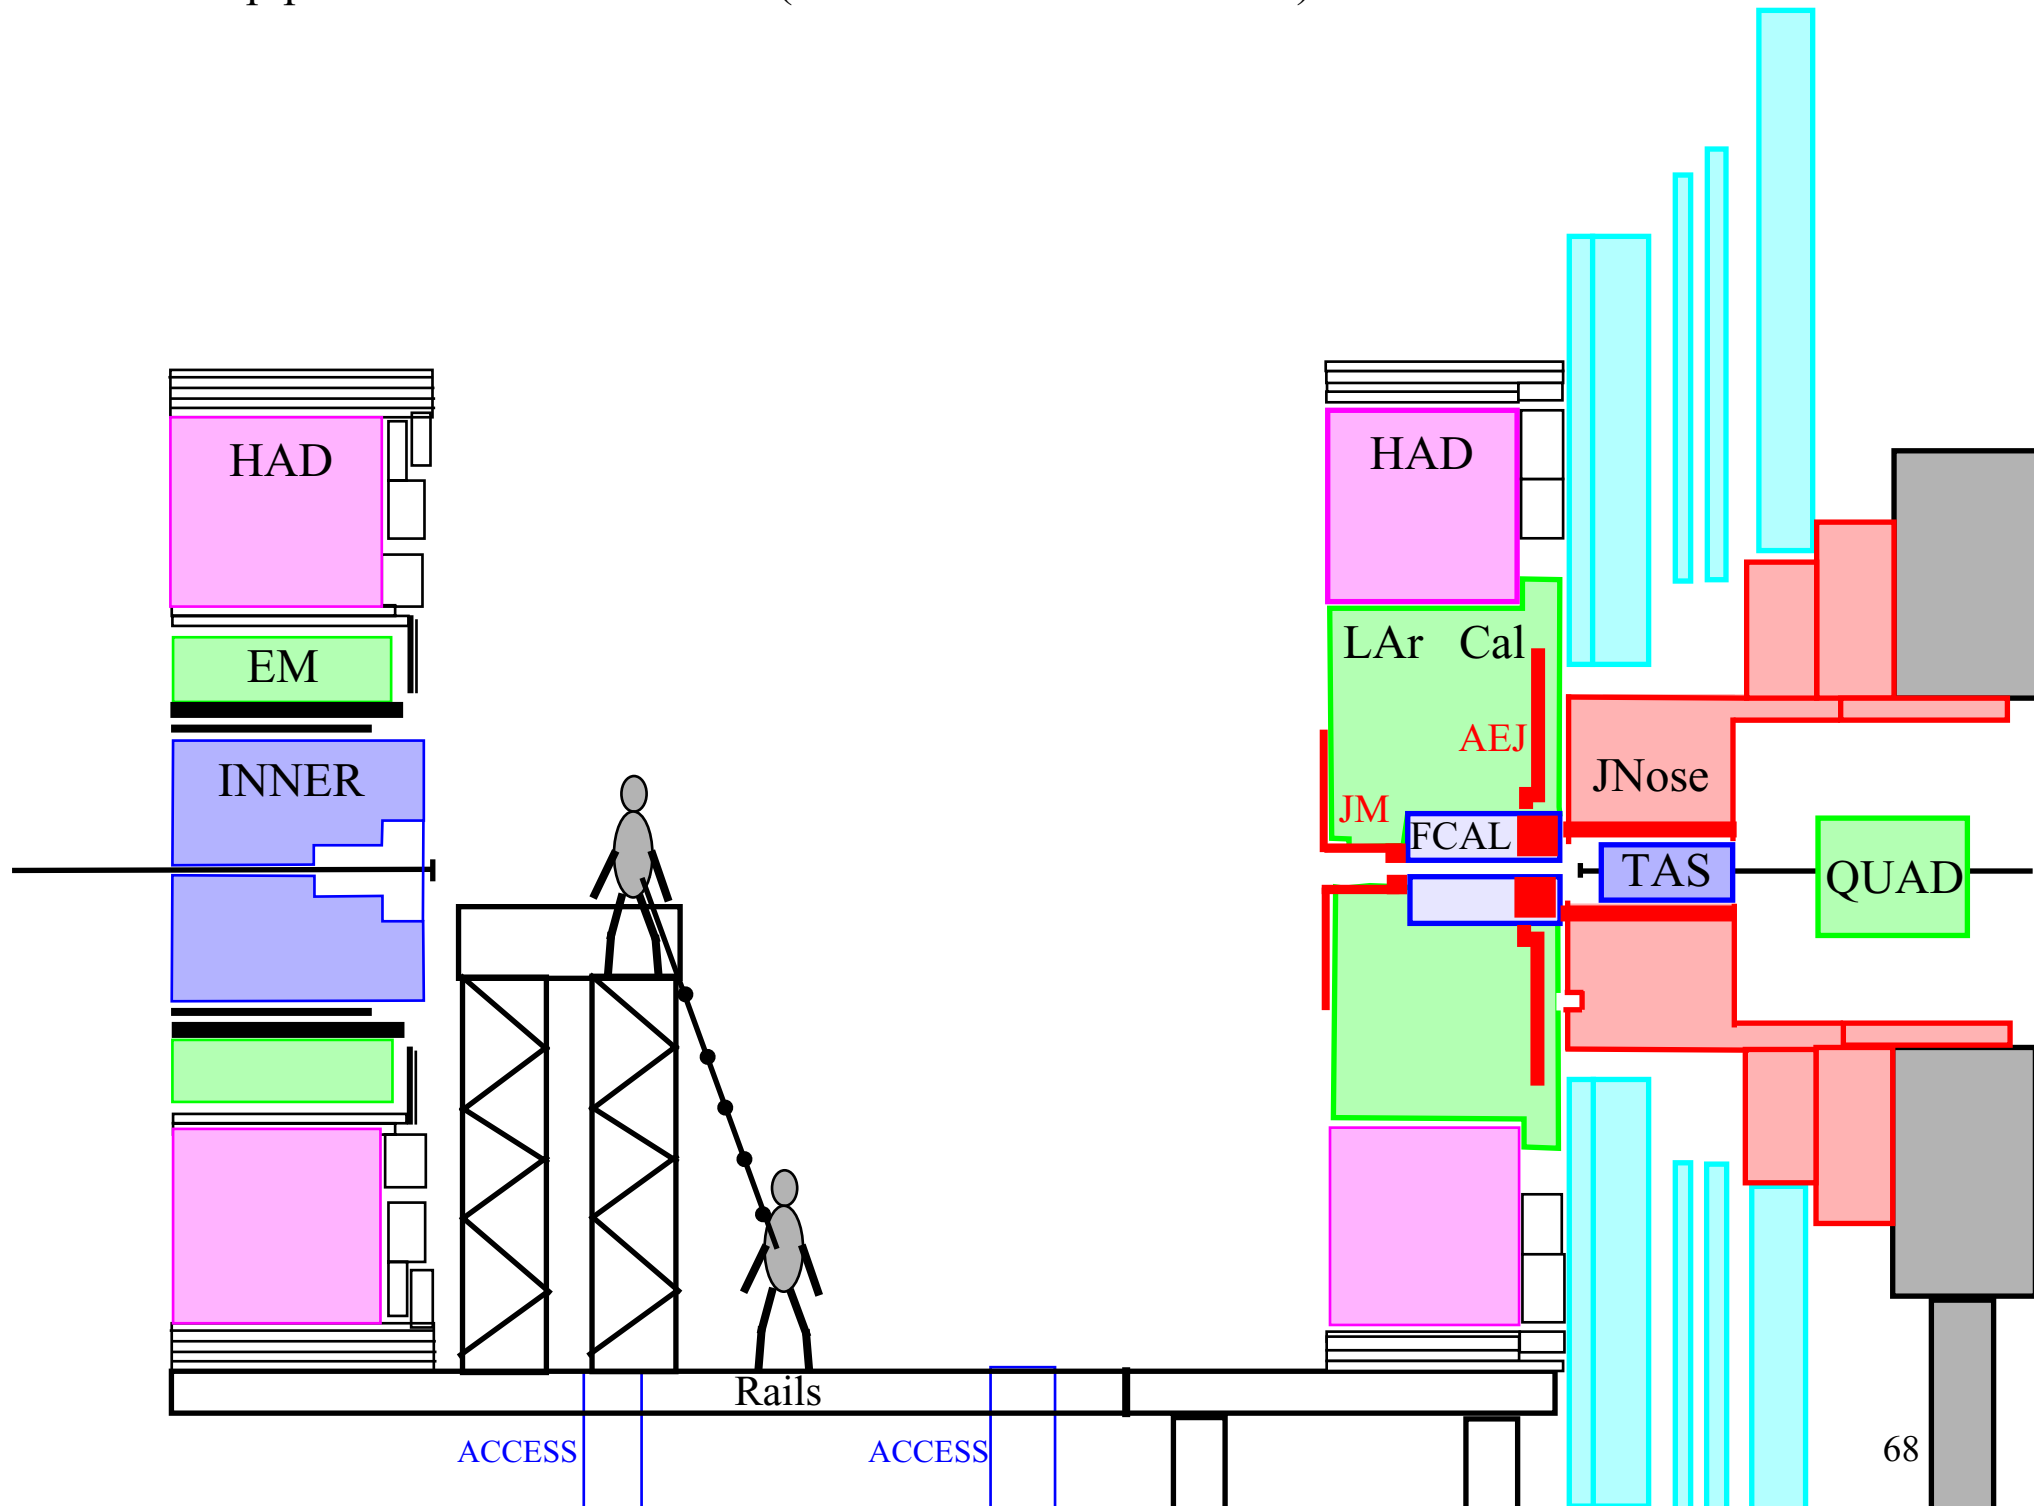 HAD
HAD
LAr Cal
EM
AEJ
INNER
JNose
JM
FCAL
TAS
QUAD
Rails
ACCESS
ACCESS
68